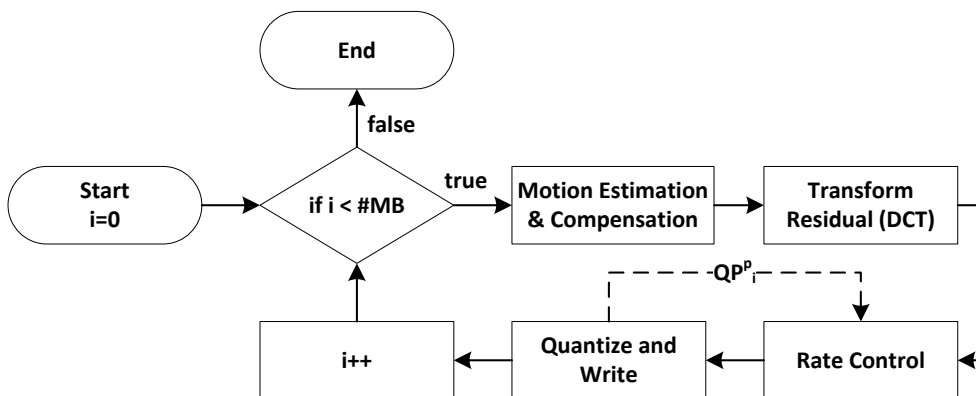 End
false
Start
i=0
if i < #MB
true
Motion Estimation
& Compensation
Transform
Residual (DCT)
QPᵖᵢ
i++
Quantize and
Write
Rate Control